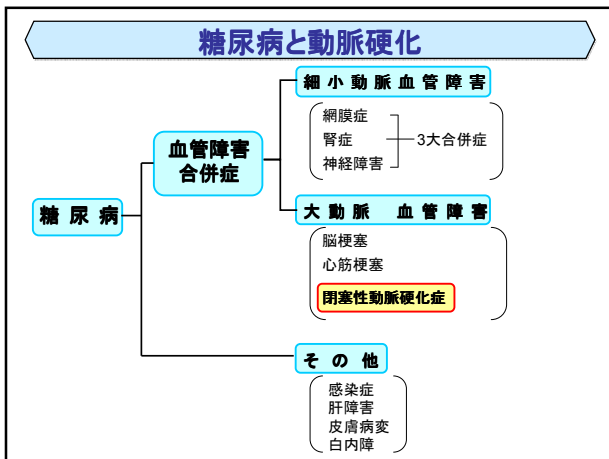 糖尿病と動脈硬化
細小動脈血管障害
網膜症
腎症
神経障害
3大合併症
血管障害
合併症
糖尿病
大動脈 血管障害
脳梗塞
心筋梗塞
閉塞性動脈硬化症
その他
感染症
肝障害
皮膚病変
白内障